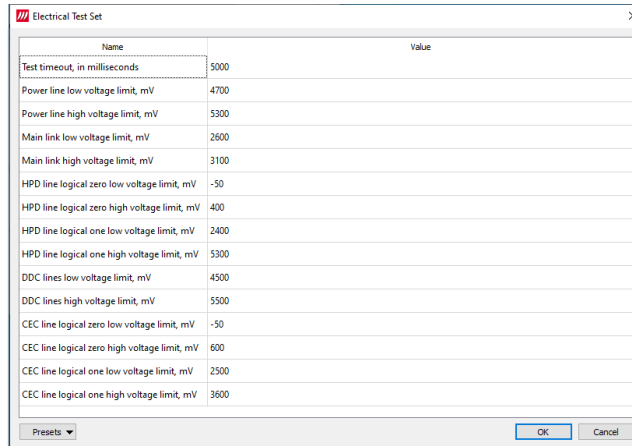 Electrical Test Set
Name Value
Test timeout, in milliseconds 5000
Power line low voltage limit, mV 4700
Power line high voltage limit, mV 5300
Main link low voltage limit, mV 2600
Main link high voltage limit, mV 3100
HPD line logical zero low voltage limit, mV -50
HPD line logical zero high voltage limit, mV 400
HPD line logical one low voltage limit, mV 2400
HPD line logical one high voltage limit, mV 5300
DDC lines low voltage limit, mV 4500
DDC lines high voltage limit, mV 5500
CEC line logical zero low voltage limit, mV -50
CEC line logical zero high voltage limit, mV 600
CEC line logical one low voltage limit, mV 2500
CEC line logical one high voltage limit, mV 3600
Presets OK Cancel